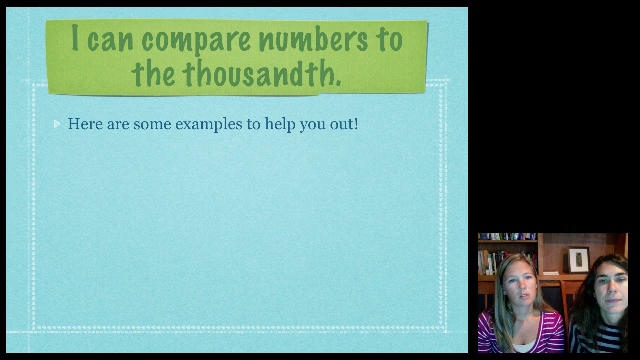 I can compare numbers to
the thousandth.
Here are some examples to help you out!